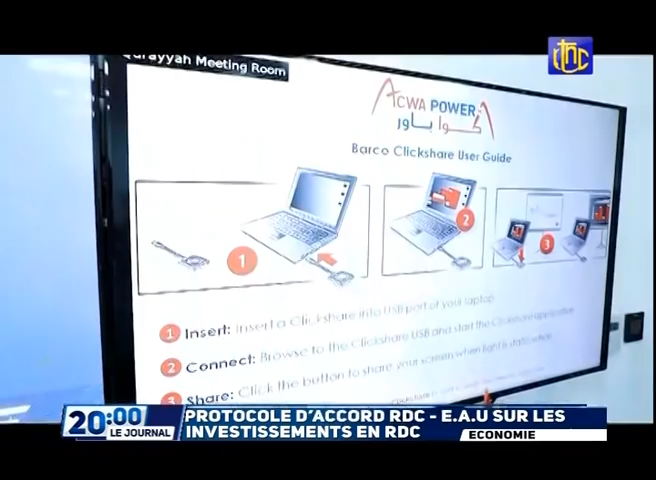 Qurayyah Meeting Room
rtnc
ACWA POWER
أكوا باور
Barco Clickshare User Guide
1
2
3
1 Insert: Insert a Clickshare into USB port of your laptop
2 Connect: Browse to the Clickshare USB and start the Clickshare application
3 Share: Click the button to share your screen when light is static white
20:00
LE JOURNAL
PROTOCOLE D'ACCORD RDC - E.A.U SUR LES
INVESTISSEMENTS EN RDC
ECONOMIE